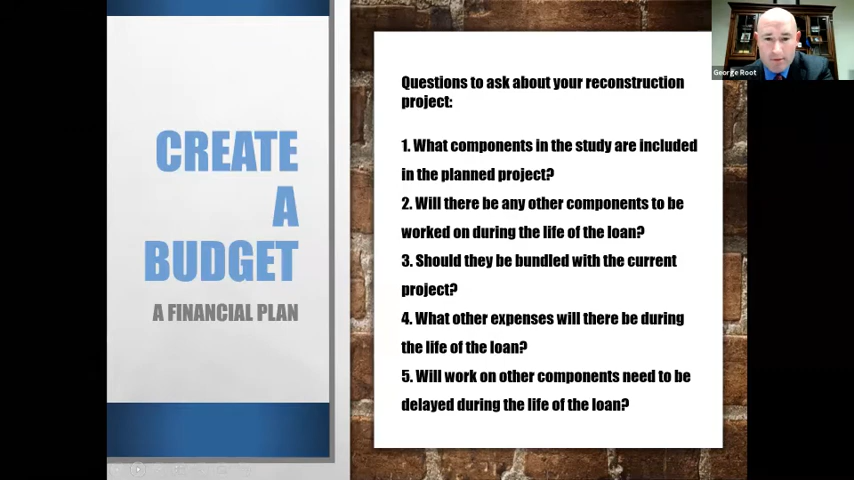 CREATE
A
BUDGET
A FINANCIAL PLAN
Questions to ask about your reconstruction
project:
1. What components in the study are included
in the planned project?
2. Will there be any other components to be
worked on during the life of the loan?
3. Should they be bundled with the current
project?
4. What other expenses will there be during
the life of the loan?
5. Will work on other components need to be
delayed during the life of the loan?
George Root